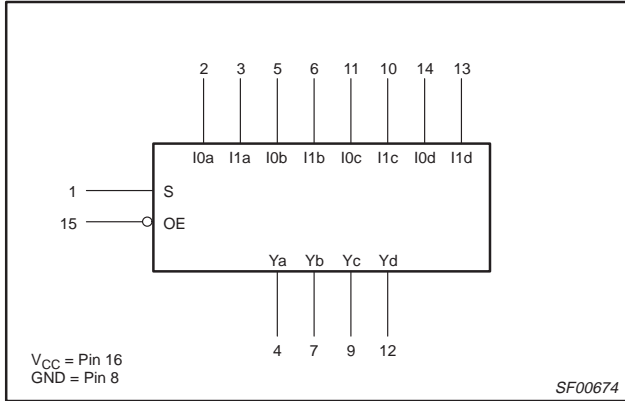 2 3 5 6 11 10 14 13
I0a I1a I0b I1b I0c I1c I0d I1d
1 S
15 OE
Ya Yb Yc Yd
4 7 9 12
VCC = Pin 16
GND = Pin 8
SF00674